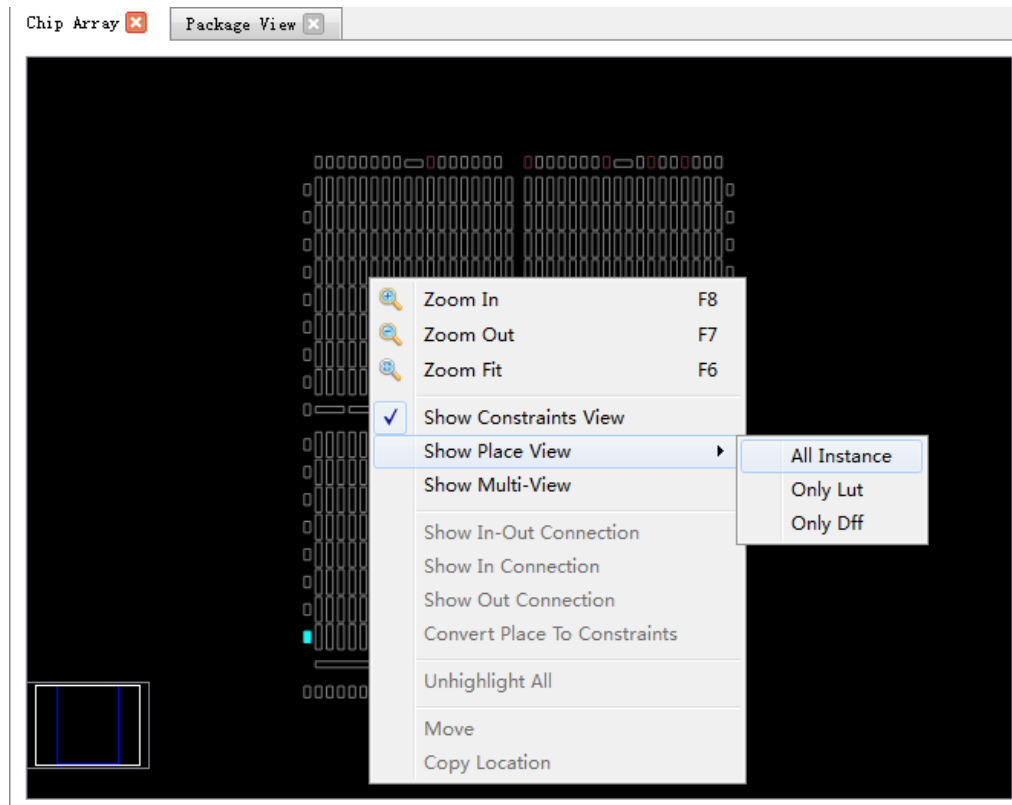 Chip Array
Package View
Zoom In F8
Zoom Out F7
Zoom Fit F6
Show Constraints View
Show Place View
All Instance
Show Multi-View
Only Lut
Only Dff
Show In-Out Connection
Show In Connection
Show Out Connection
Convert Place To Constraints
Unhighlight All
Move
Copy Location